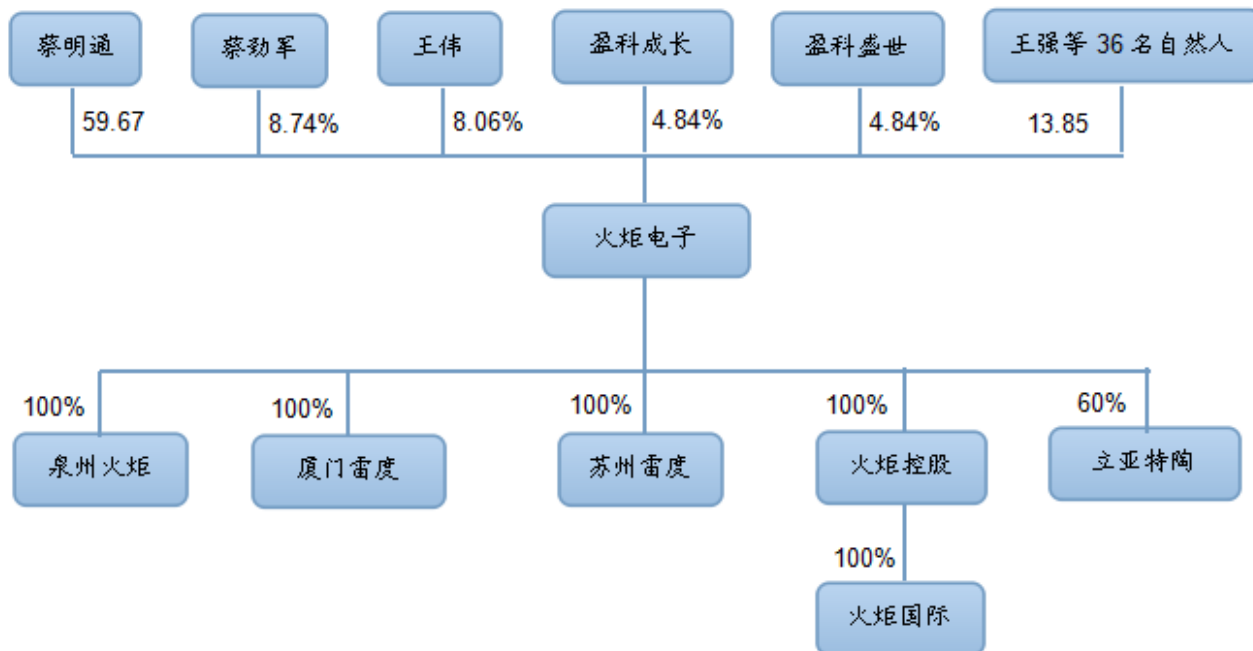 蔡明通
蔡劲军
王伟
盈科成长
盈科盛世
王强等 36 名自然人
59.67
8.74%
8.06%
4.84%
4.84%
13.85
火炬电子
100%
100%
100%
100%
60%
泉州火炬
厦门雷度
苏州雷度
火炬控股
立亚特陶
100%
火炬国际